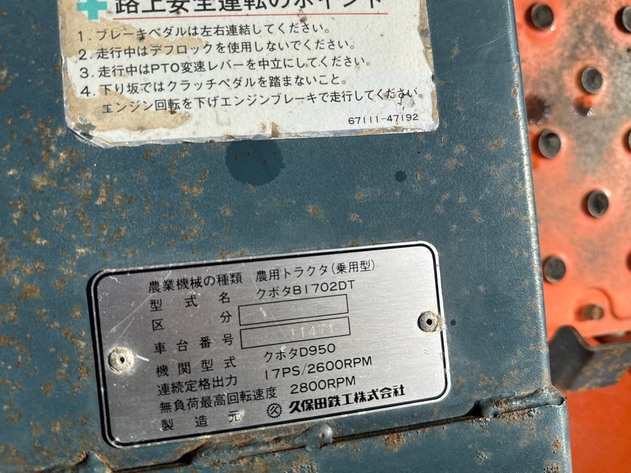 路上安全運転のポイント
1. ブレーキペダルは左右連結してください。
2. 走行中はデフロックを使用しないでください。
3. 走行中はPTO変速レバーを中立にしてください。
4. 下り坂ではクラッチペダルを踏まないこと。
エンジン回転を下げエンジンブレーキで走行してください。
67111-47192
農業機械の種類 農用トラクタ(乗用型)
型式名 クボタB1702DT
区分
車台番号 11471
機関型式 クボタD950
連続定格出力 17PS/2600RPM
無負荷最高回転速度 2800RPM
製造元 久保田鉄工株式会社